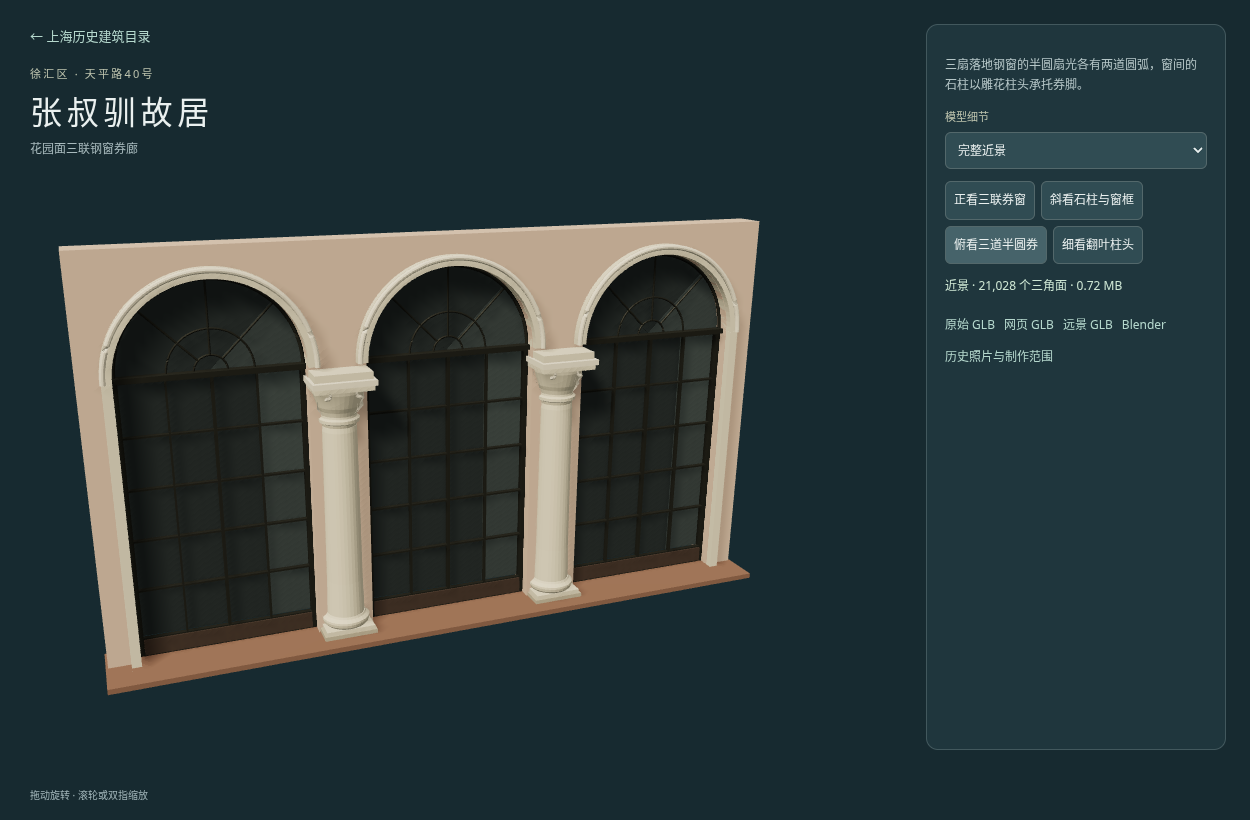 ← 上海历史建筑目录
徐汇区 · 天平路40号
张叔驯故居
花园面三联钢窗券廊
三扇落地钢窗的半圆扇光各有两道圆弧，窗间的
石柱以雕花柱头承托券脚。
模型细节
完整近景
正看三联券窗 斜看石柱与窗框
俯看三道半圆券 细看翻叶柱头
近景 · 21,028 个三角面 · 0.72 MB
原始 GLB 网页 GLB 远景 GLB Blender
历史照片与制作范围
拖动旋转 · 滚轮或双指缩放